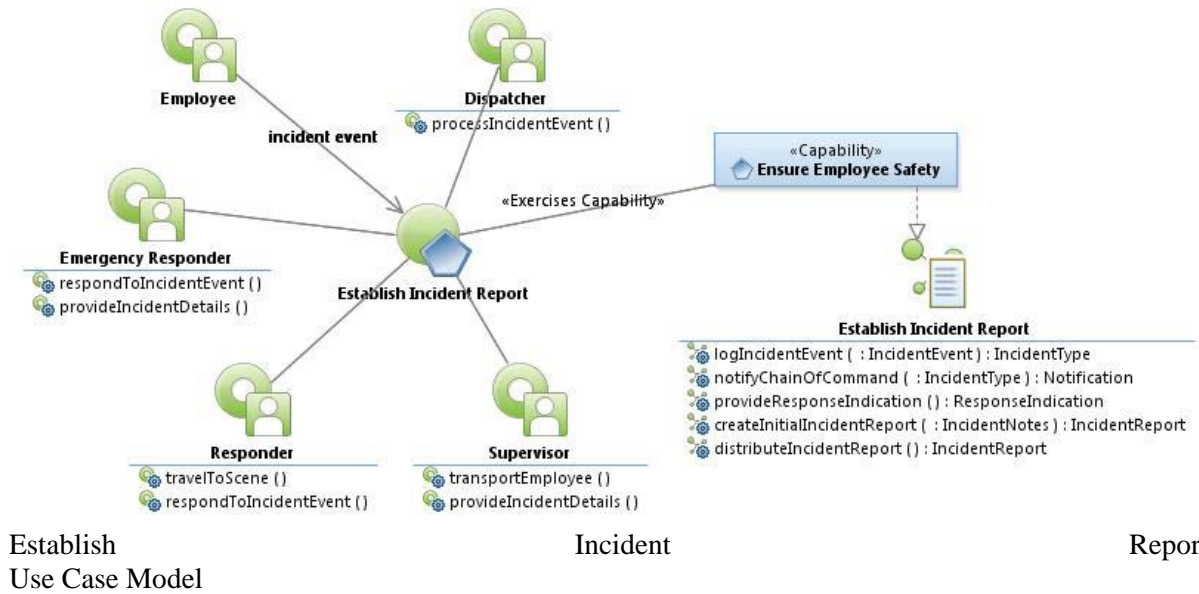 Employee
Dispatcher
processIncidentEvent ( )
incident event
«Capability»
Ensure Employee Safety
«Exercises Capability»
Emergency Responder
respondToIncidentEvent ( )
provideIncidentDetails ( )
Establish Incident Report
Establish Incident Report
logIncidentEvent ( : IncidentEvent ) : IncidentType
notifyChainOfCommand ( : IncidentType ) : Notification
provideResponseIndication ( ) : ResponseIndication
createInitialIncidentReport ( : IncidentNotes ) : IncidentReport
distributeIncidentReport ( ) : IncidentReport
Responder
travelToScene ( )
respondToIncidentEvent ( )
Supervisor
transportEmployee ( )
provideIncidentDetails ( )
Establish Incident Repor
Use Case Model